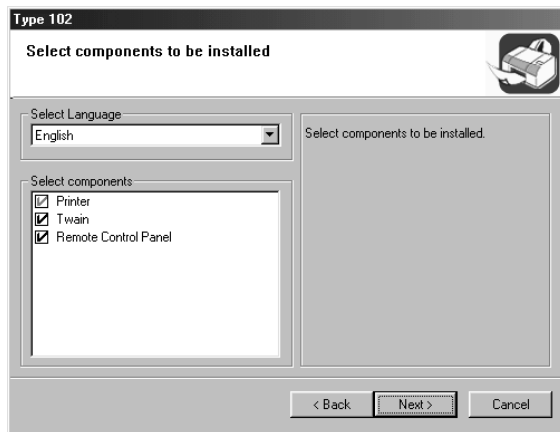 Type 102
Select components to be installed
Select Language
English
Select components to be installed.
Select components
Printer
Twain
Remote Control Panel
< Back
Next >
Cancel